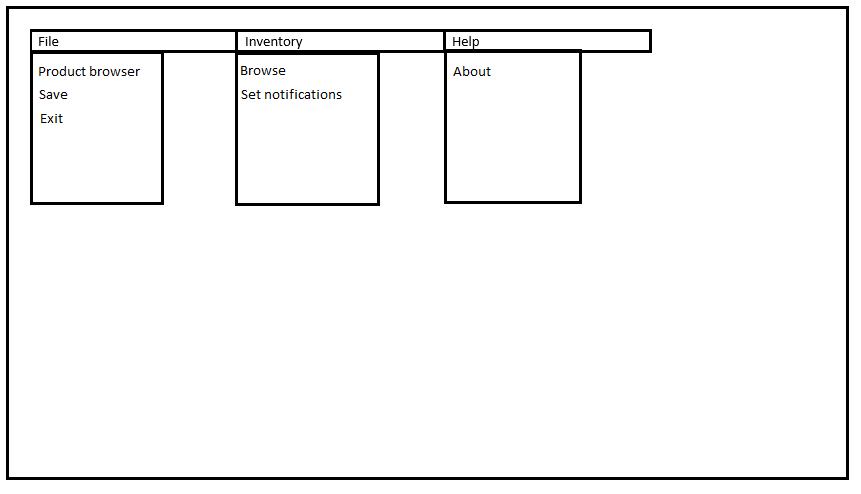 File
Inventory
Help
Product browser
Save
Exit
Browse
Set notifications
About